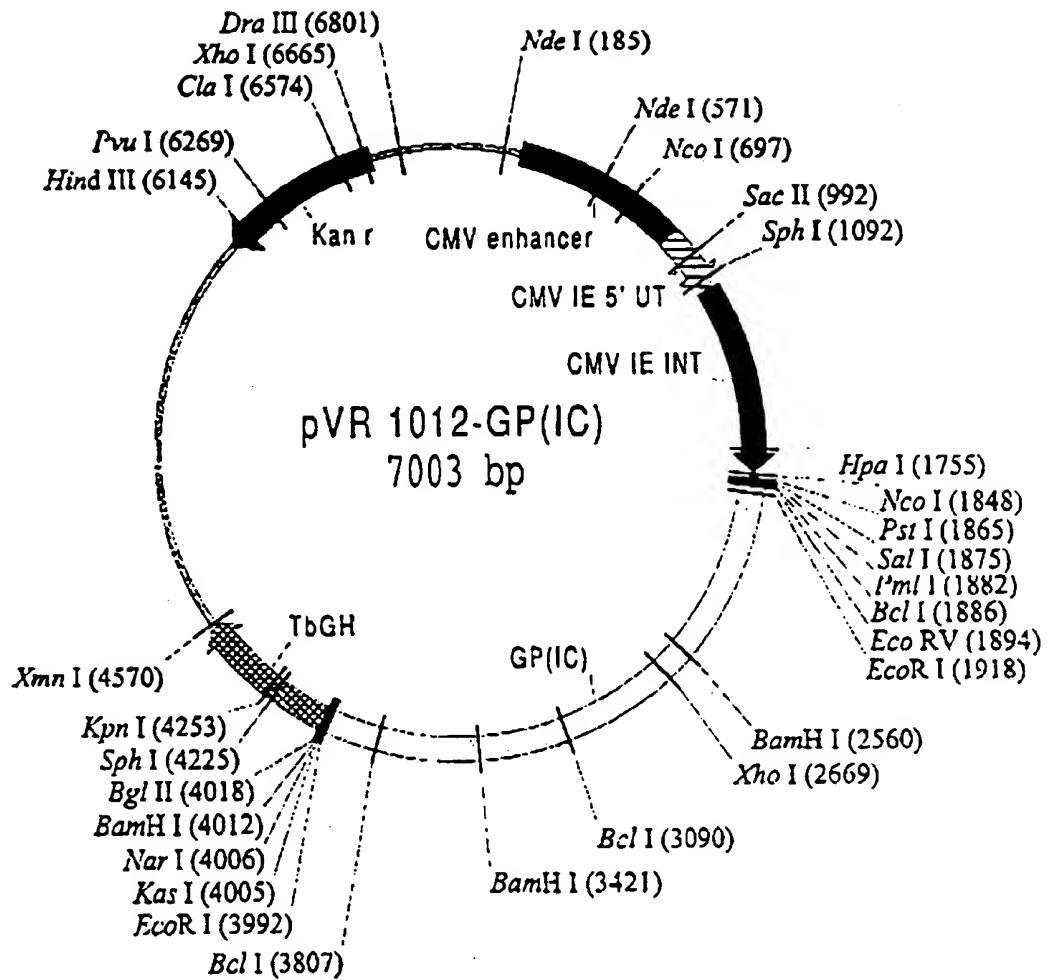 Dra III (6801)
Xho I (6665)
Cla I (6574)
Pvu I (6269)
Hind III (6145)
Nde I (185)
Nde I (571)
Nco I (697)
Sac II (992)
Sph I (1092)
Kan r
CMV enhancer
CMV IE 5' UT
CMV IE INT
pVR 1012-GP(IC)
7003 bp
Hpa I (1755)
Nco I (1848)
Pst I (1865)
Sal I (1875)
Pml I (1882)
Bcl I (1886)
Eco RV (1894)
EcoR I (1918)
TbGH
GP(IC)
Xmn I (4570)
Kpn I (4253)
Sph I (4225)
Bgl II (4018)
BamH I (4012)
Nar I (4006)
Kas I (4005)
EcoR I (3992)
Bcl I (3807)
BamH I (3421)
Bcl I (3090)
BamH I (2560)
Xho I (2669)